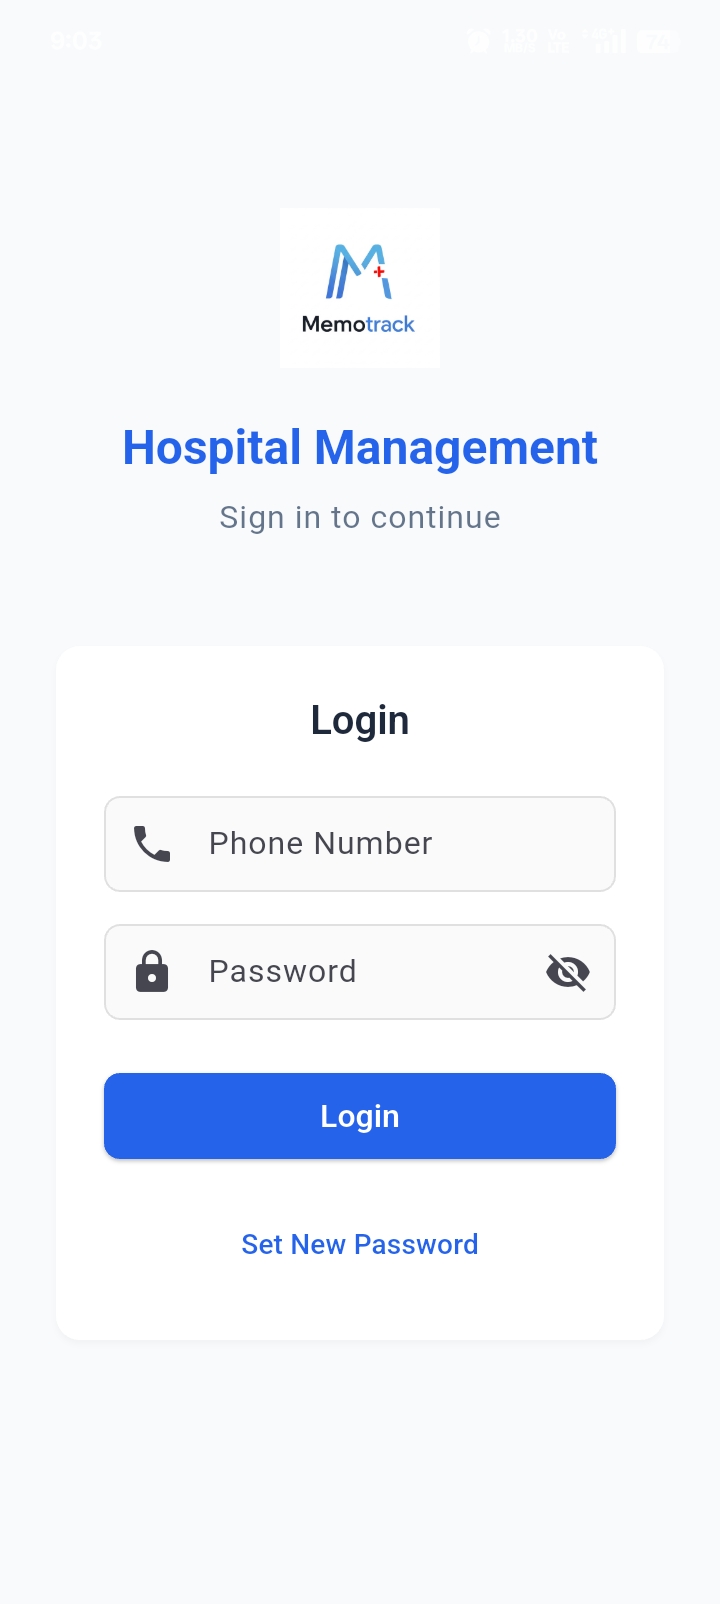 9:03
Memotrack
Hospital Management
Sign in to continue
Login
Phone Number
Password
Login
Set New Password